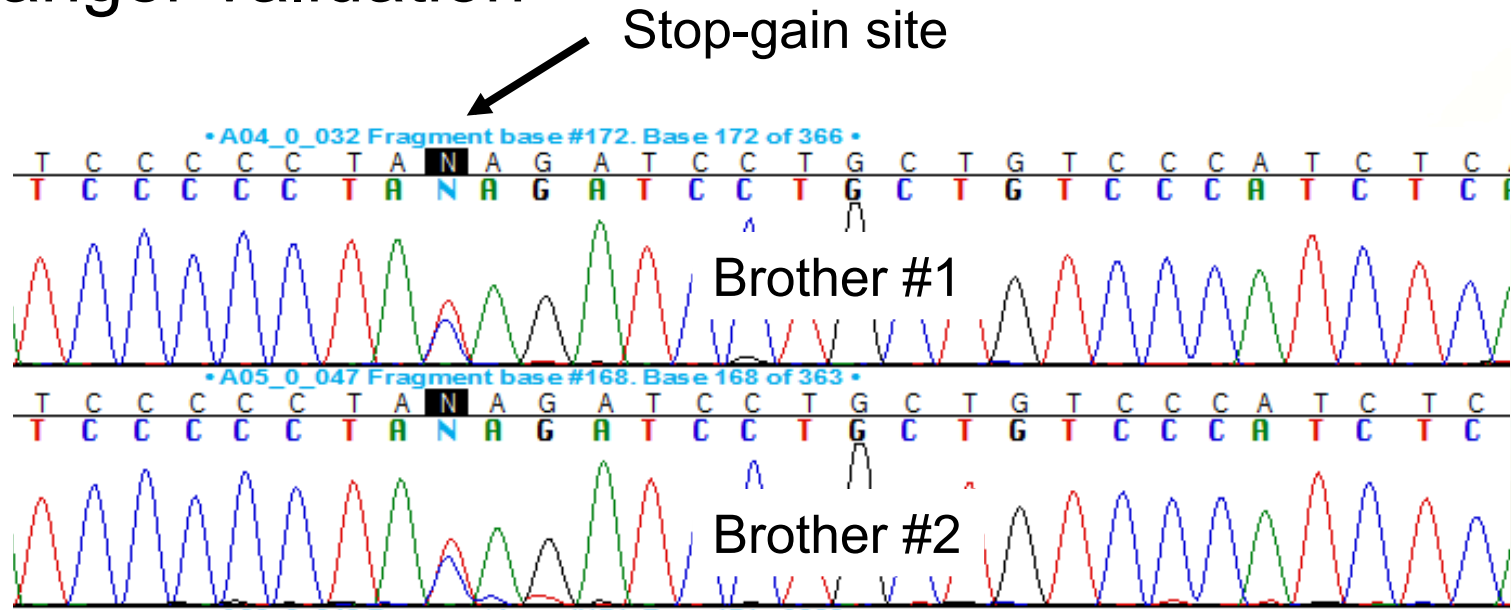 Stop-gain site
• A04_0_032 Fragment base #172. Base 172 of 366 •
T C C C C C T A N A G A T C C T G C T G T C C C A T C T C
T C C C C C T A N A G A T C C T G C T G T C C C A T C T C
Brother #1
• A05_0_047 Fragment base #168. Base 168 of 363 •
T C C C C C T A N A G A T C C T G C T G T C C C A T C T C
T C C C C C T A N A G A T C C T G C T G T C C C A T C T C
Brother #2